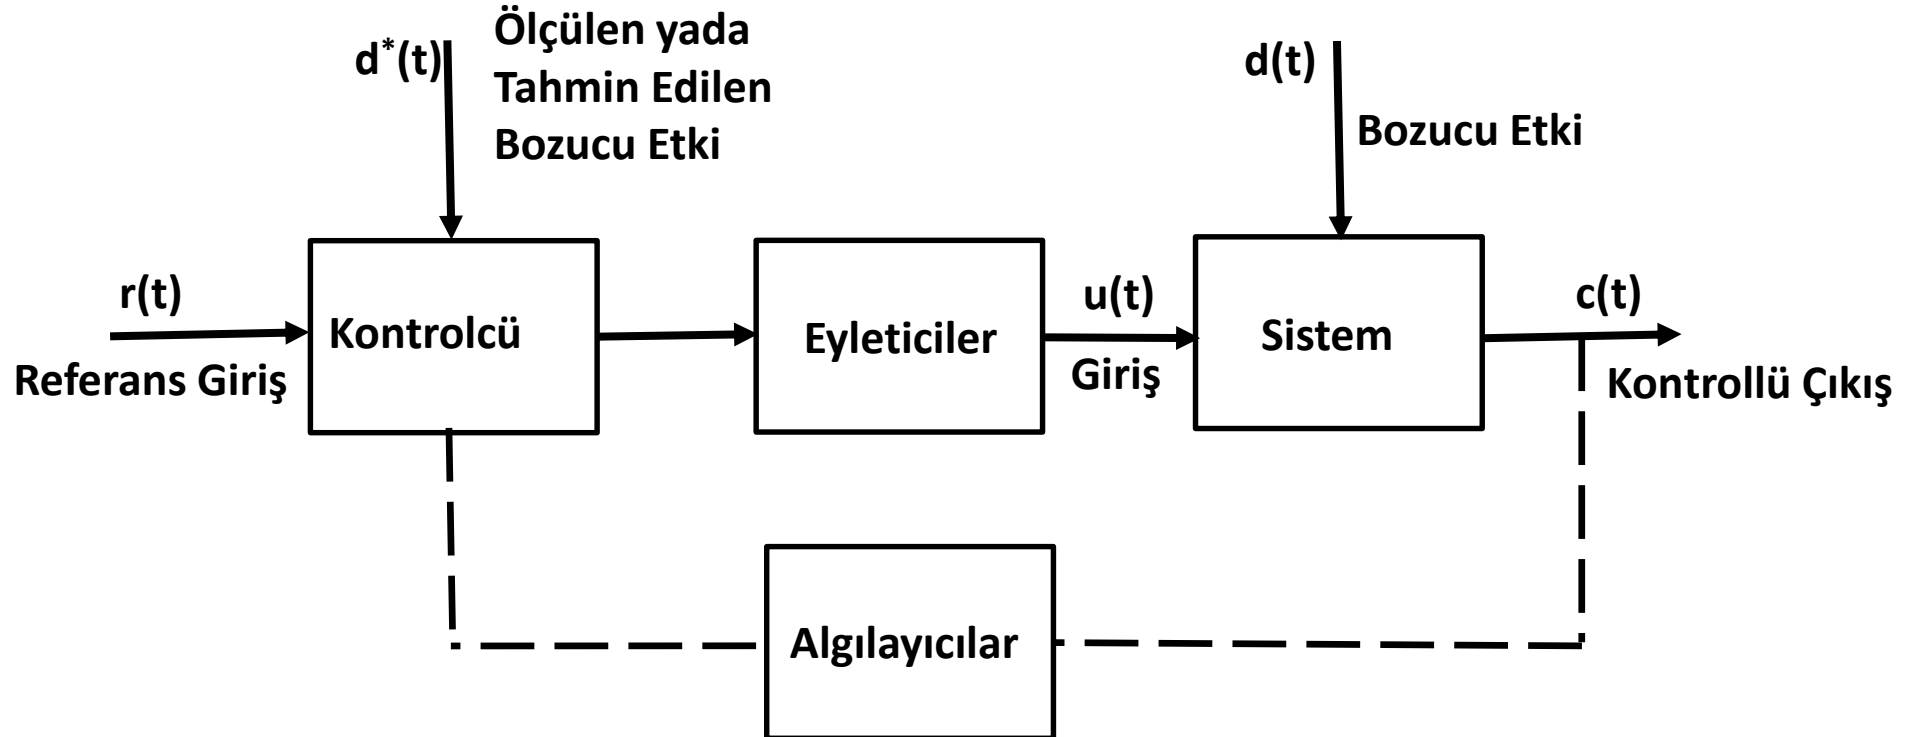 d*(t)
Ölçülen yada
Tahmin Edilen
Bozucu Etki
d(t)
Bozucu Etki
r(t)
Referans Giriş
Kontrolcü
Eyleticiler
u(t)
Giriş
Sistem
c(t)
Kontrollü Çıkış
Algılayıcılar